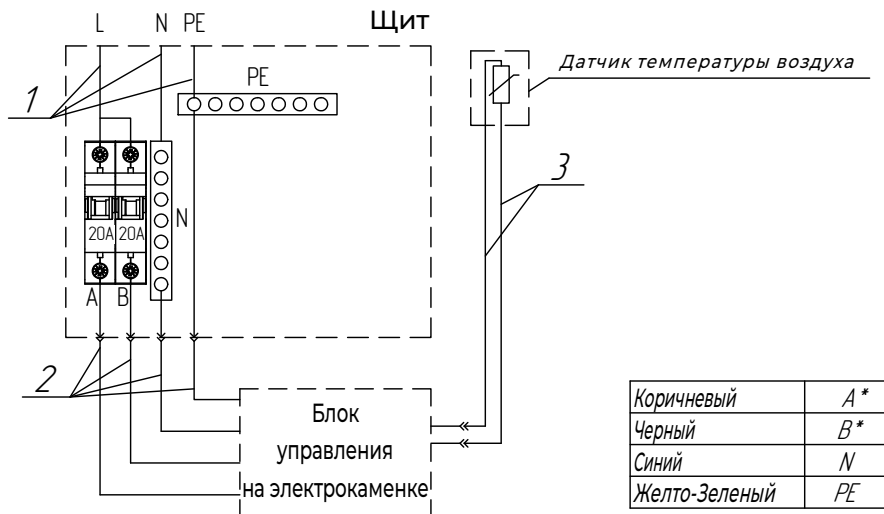 L N PE Щит
Датчик температуры воздуха
1
PE
3
N
20A 20A
A B
2
Блок
управления
на электрокаменке
Коричневый A*
Черный B*
Синий N
Желто-Зеленый PE